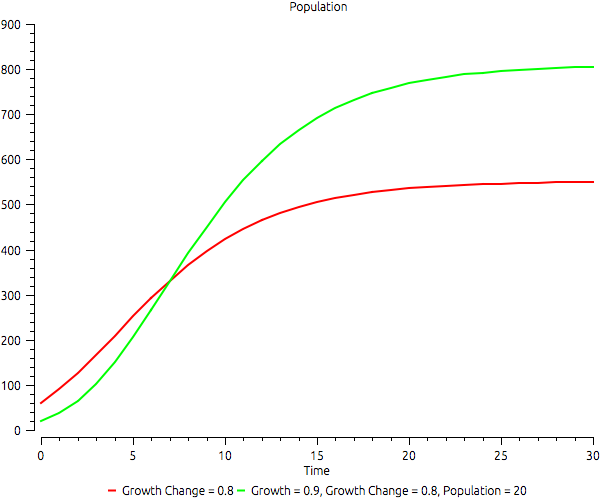 Population
900
800
700
600
500
400
300
200
100
0
0 5 10 15 20 25 30
Time
Growth Change = 0.8 Growth = 0.9, Growth Change = 0.8, Population = 20